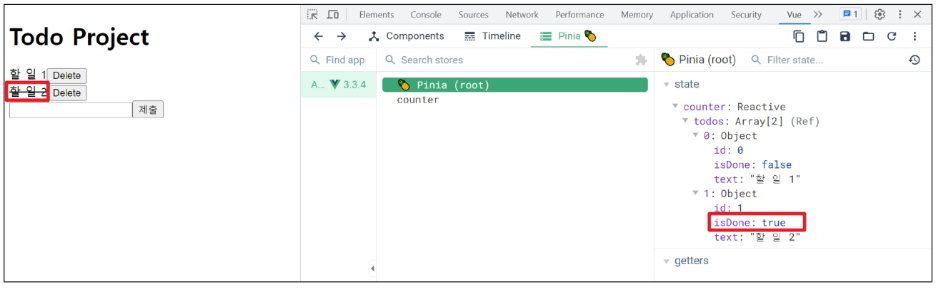 Elements Console Sources Network Performance Memory Application Security Vue 1
Todo Project
할 일 1 Delete
할 일 2 Delete
제출
Components Timeline Pinia 🍍
Find app
A... 3.3.4
Search stores
🍍 Pinia (root)
counter
🍍 Pinia (root) Filter state...
state
counter: Reactive
todos: Array[2] (Ref)
0: Object
id: 0
isDone: false
text: "할 일 1"
1: Object
id: 1
isDone: true
text: "할 일 2"
getters